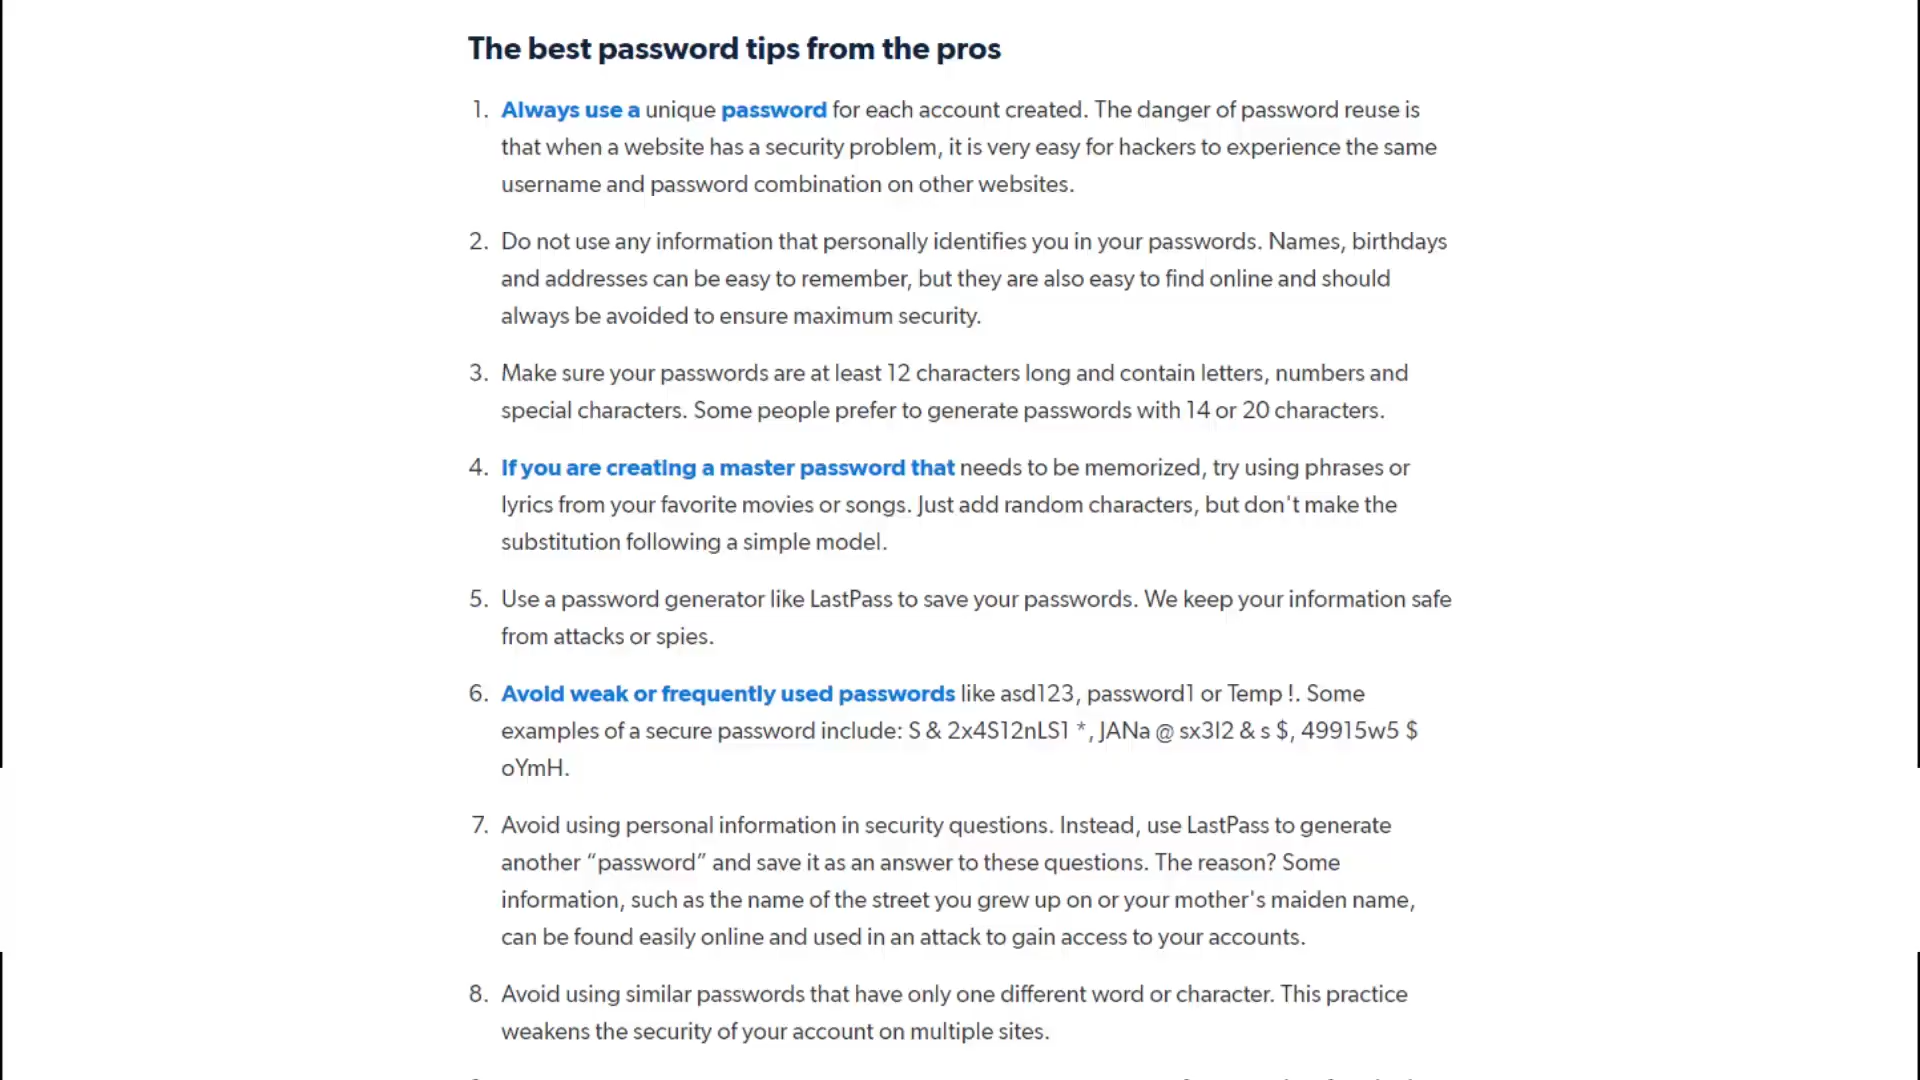 The best password tips from the pros
1. Always use a unique password for each account created. The danger of password reuse is
that when a website has a security problem, it is very easy for hackers to experience the same
username and password combination on other websites.
2. Do not use any information that personally identifies you in your passwords. Names, birthdays
and addresses can be easy to remember, but they are also easy to find online and should
always be avoided to ensure maximum security.
3. Make sure your passwords are at least 12 characters long and contain letters, numbers and
special characters. Some people prefer to generate passwords with 14 or 20 characters.
4. If you are creating a master password that needs to be memorized, try using phrases or
lyrics from your favorite movies or songs. Just add random characters, but don't make the
substitution following a simple model.
5. Use a password generator like LastPass to save your passwords. We keep your information safe
from attacks or spies.
6. Avoid weak or frequently used passwords like asd123, password1 or Temp !. Some
examples of a secure password include: S & 2x4S12nLS1 *, JANa @ sx3l2 & s $, 49915w5 $
oYmH.
7. Avoid using personal information in security questions. Instead, use LastPass to generate
another “password” and save it as an answer to these questions. The reason? Some
information, such as the name of the street you grew up on or your mother's maiden name,
can be found easily online and used in an attack to gain access to your accounts.
8. Avoid using similar passwords that have only one different word or character. This practice
weakens the security of your account on multiple sites.